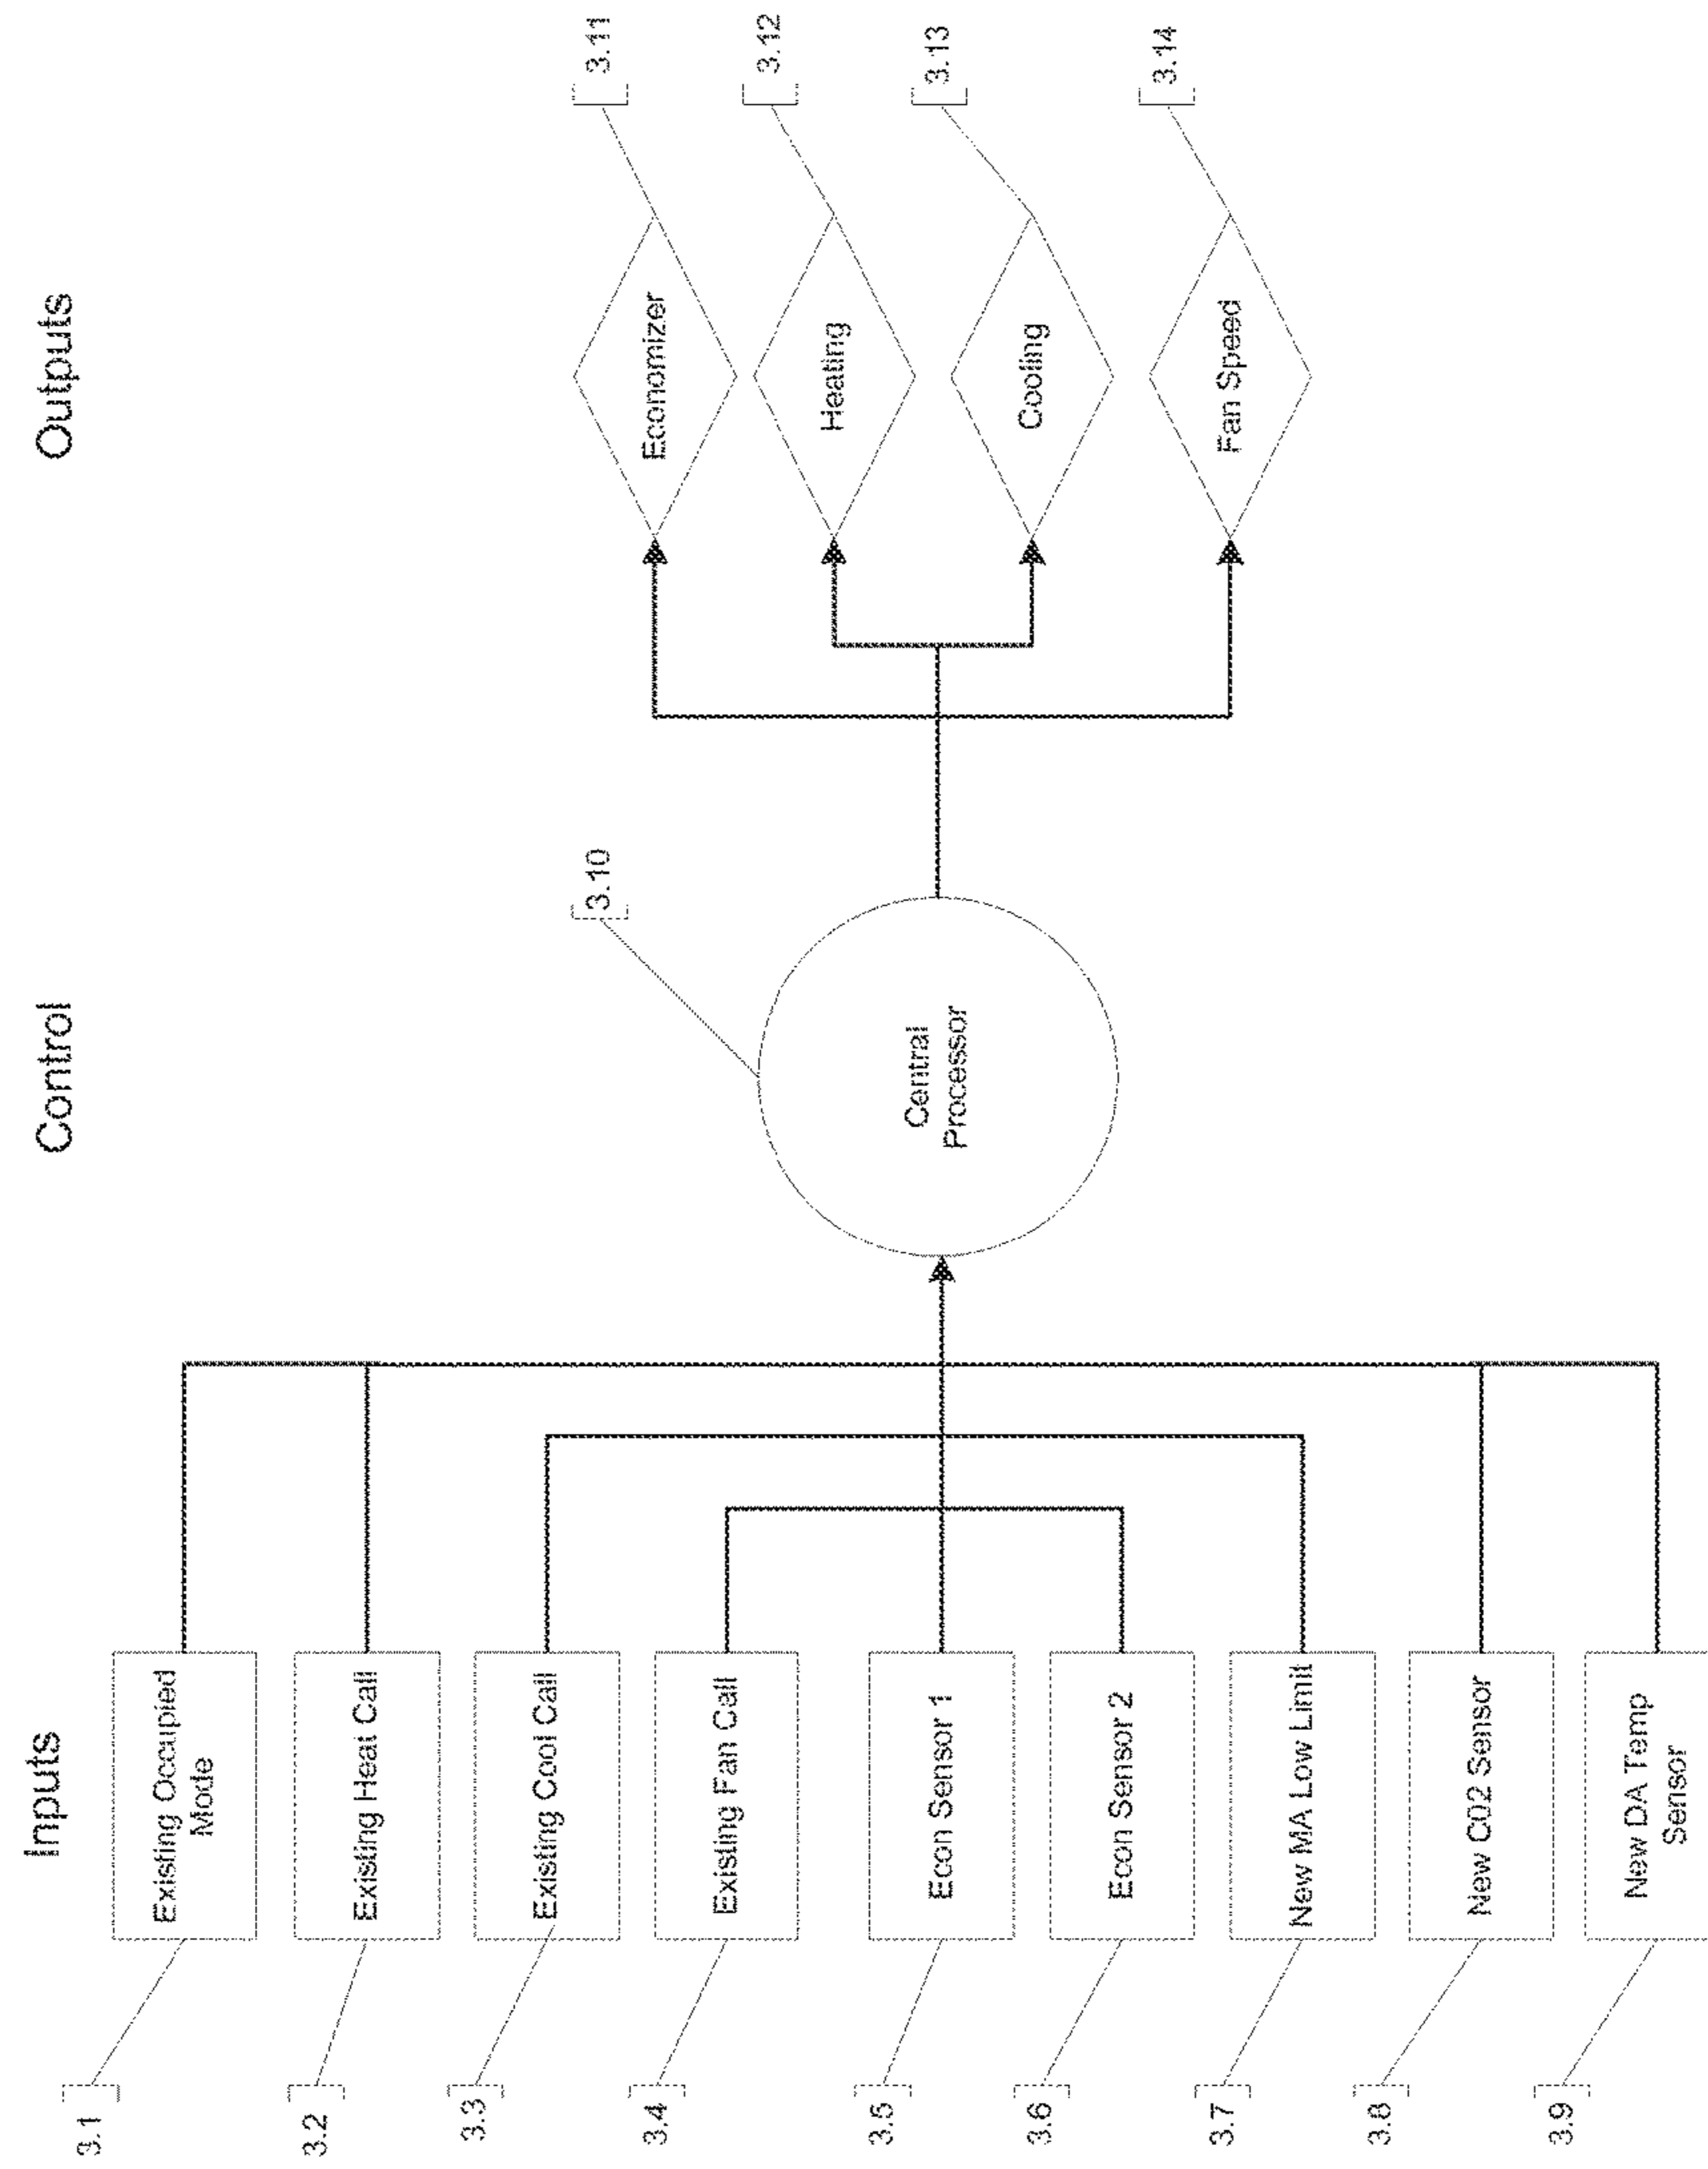 Inputs
Control
Outputs
3.1
Existing Occupied
Mode
3.2
Existing Heat Call
3.3
Existing Cool Call
3.4
Existing Fan Call
3.5
Econ Sensor 1
3.6
Econ Sensor 2
3.7
New MA Low Limit
3.8
New C02 Sensor
3.9
New DA Temp
Sensor
3.10
Central
Processor
3.11
Economizer
3.12
Heating
3.13
Cooling
3.14
Fan Speed